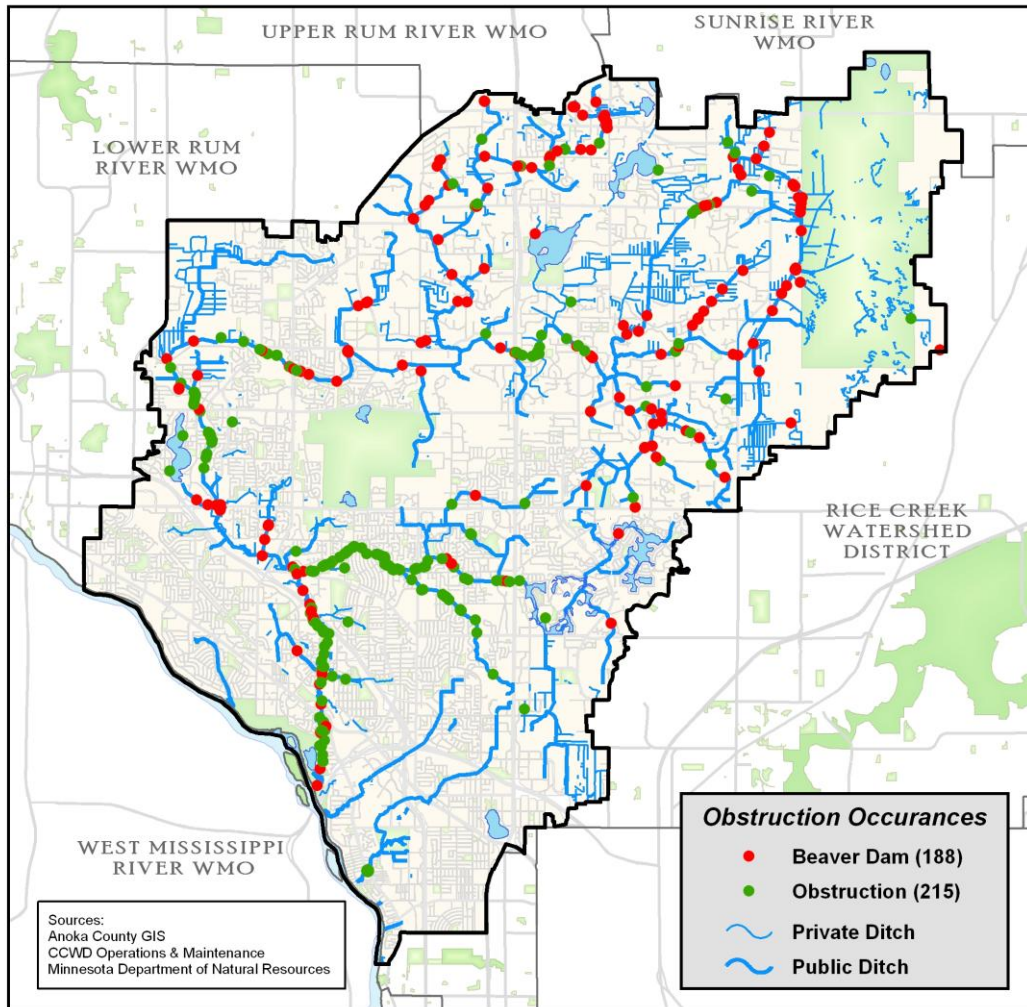 UPPER RUM RIVER WMO
SUNRISE RIVER
WMO
LOWER RUM
RIVER WMO
RICE CREEK
WATERSHED
DISTRICT
WEST MISSISSIPPI
RIVER WMO
Obstruction Occurances
Beaver Dam (188)
Obstruction (215)
Private Ditch
Public Ditch
Sources:
Anoka County GIS
CCWD Operations & Maintenance
Minnesota Department of Natural Resources